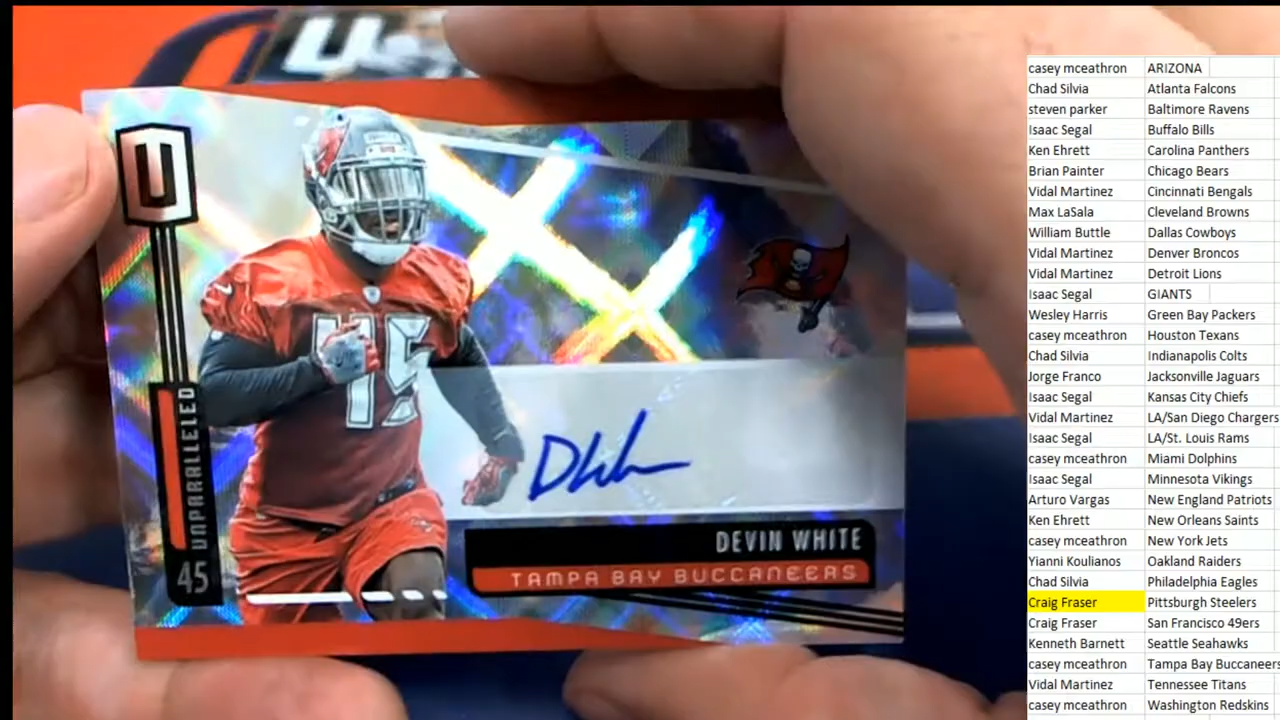 UNPARALLELED
45
45
DEVIN WHITE
TAMPA BAY BUCCANEERS
casey mceathron ARIZONA
Chad Silvia Atlanta Falcons
steven parker Baltimore Ravens
Isaac Segal Buffalo Bills
Ken Ehrett Carolina Panthers
Brian Painter Chicago Bears
Vidal Martinez Cincinnati Bengals
Max LaSala Cleveland Browns
William Buttle Dallas Cowboys
Vidal Martinez Denver Broncos
Vidal Martinez Detroit Lions
Isaac Segal GIANTS
Wesley Harris Green Bay Packers
casey mceathron Houston Texans
Chad Silvia Indianapolis Colts
Jorge Franco Jacksonville Jaguars
Isaac Segal Kansas City Chiefs
Vidal Martinez LA/San Diego Chargers
Isaac Segal LA/St. Louis Rams
casey mceathron Miami Dolphins
Isaac Segal Minnesota Vikings
Arturo Vargas New England Patriots
Ken Ehrett New Orleans Saints
casey mceathron New York Jets
Yianni Koulianos Oakland Raiders
Chad Silvia Philadelphia Eagles
Craig Fraser Pittsburgh Steelers
Craig Fraser San Francisco 49ers
Kenneth Barnett Seattle Seahawks
casey mceathron Tampa Bay Buccaneers
Vidal Martinez Tennessee Titans
casey mceathron Washington Redskins